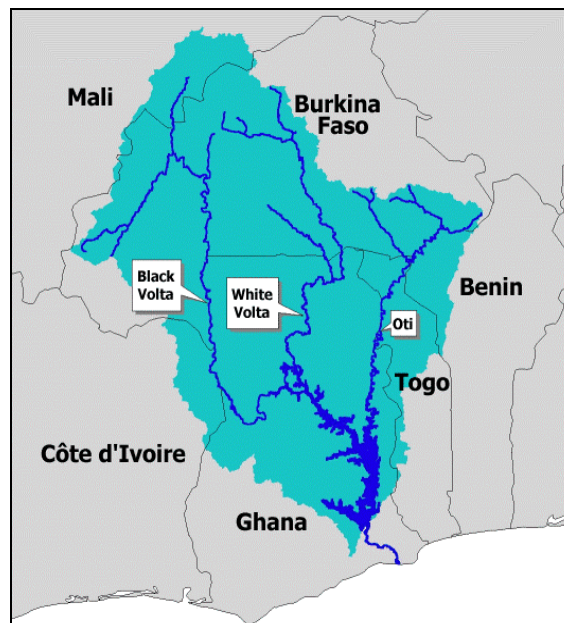 Mali
Burkina
Faso
Black
Volta
White
Volta
Benin
Oti
Togo
Côte d'Ivoire
Ghana